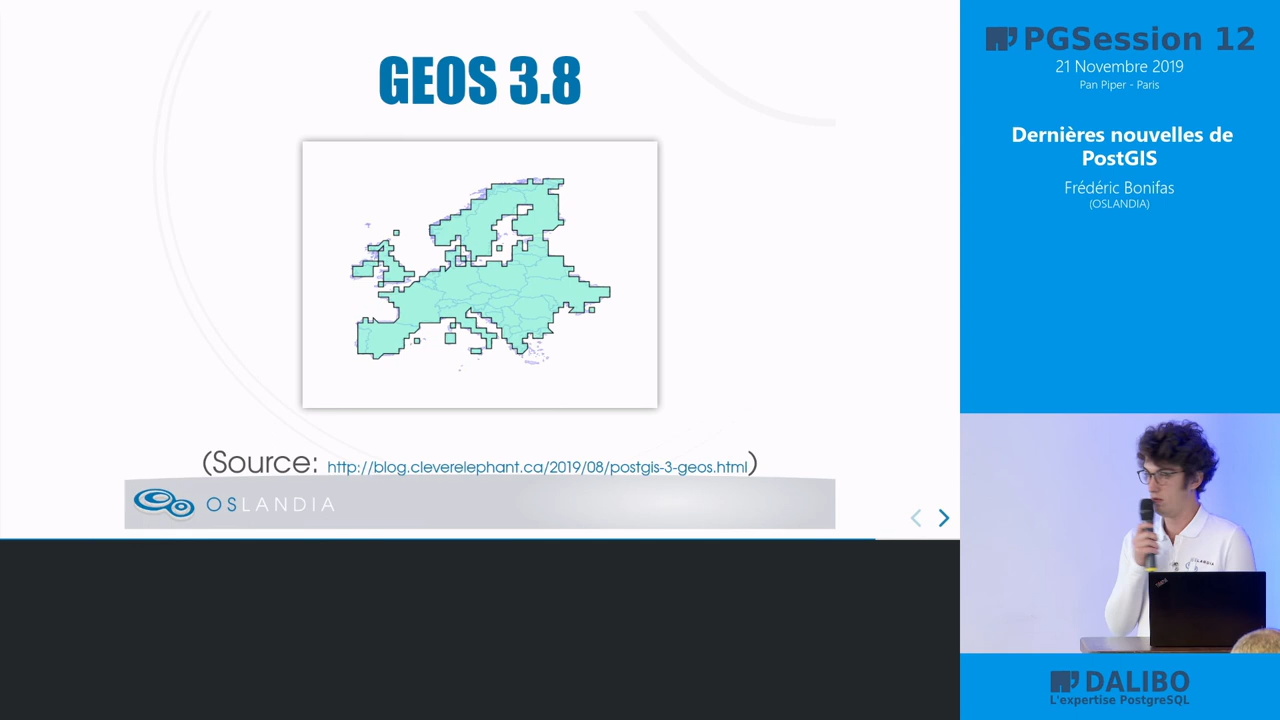 GEOS 3.8
(Source: http://blog.cleverelephant.ca/2019/08/postgis-3-geos.html)
OSLANDIA
PGSession 12
21 Novembre 2019
Pan Piper - Paris
Dernières nouvelles de
PostGIS
Frédéric Bonifas
(OSLANDIA)
DALIBO
L'expertise PostgreSQL